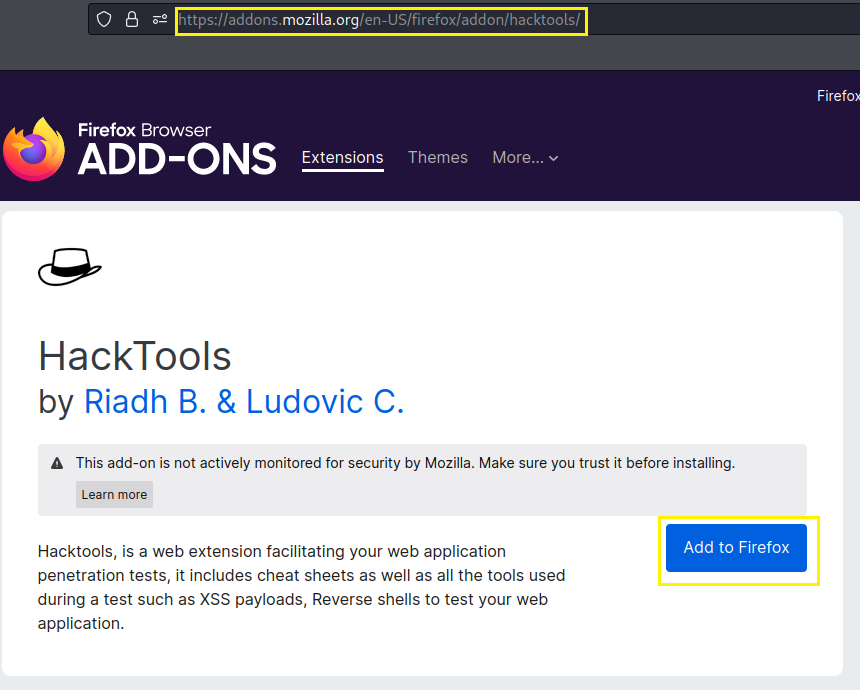 https://addons.mozilla.org/en-US/firefox/addon/hacktools/
Firefox
Firefox Browser
ADD-ONS
Extensions
Themes
More...
HackTools
by Riadh B. & Ludovic C.
This add-on is not actively monitored for security by Mozilla. Make sure you trust it before installing.
Learn more
Hacktools, is a web extension facilitating your web application
penetration tests, it includes cheat sheets as well as all the tools used
during a test such as XSS payloads, Reverse shells to test your web
application.
Add to Firefox